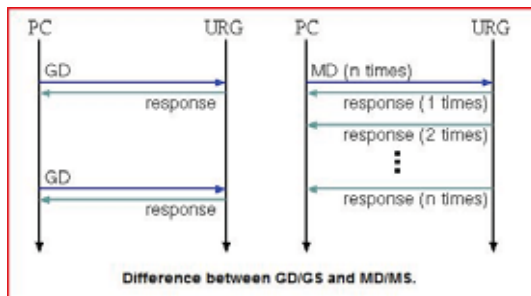 PC URG PC URG
GD
response
GD
response
MD (n times)
response (1 times)
response (2 times)
response (n times)
Difference between GD/GS and MD/MS.